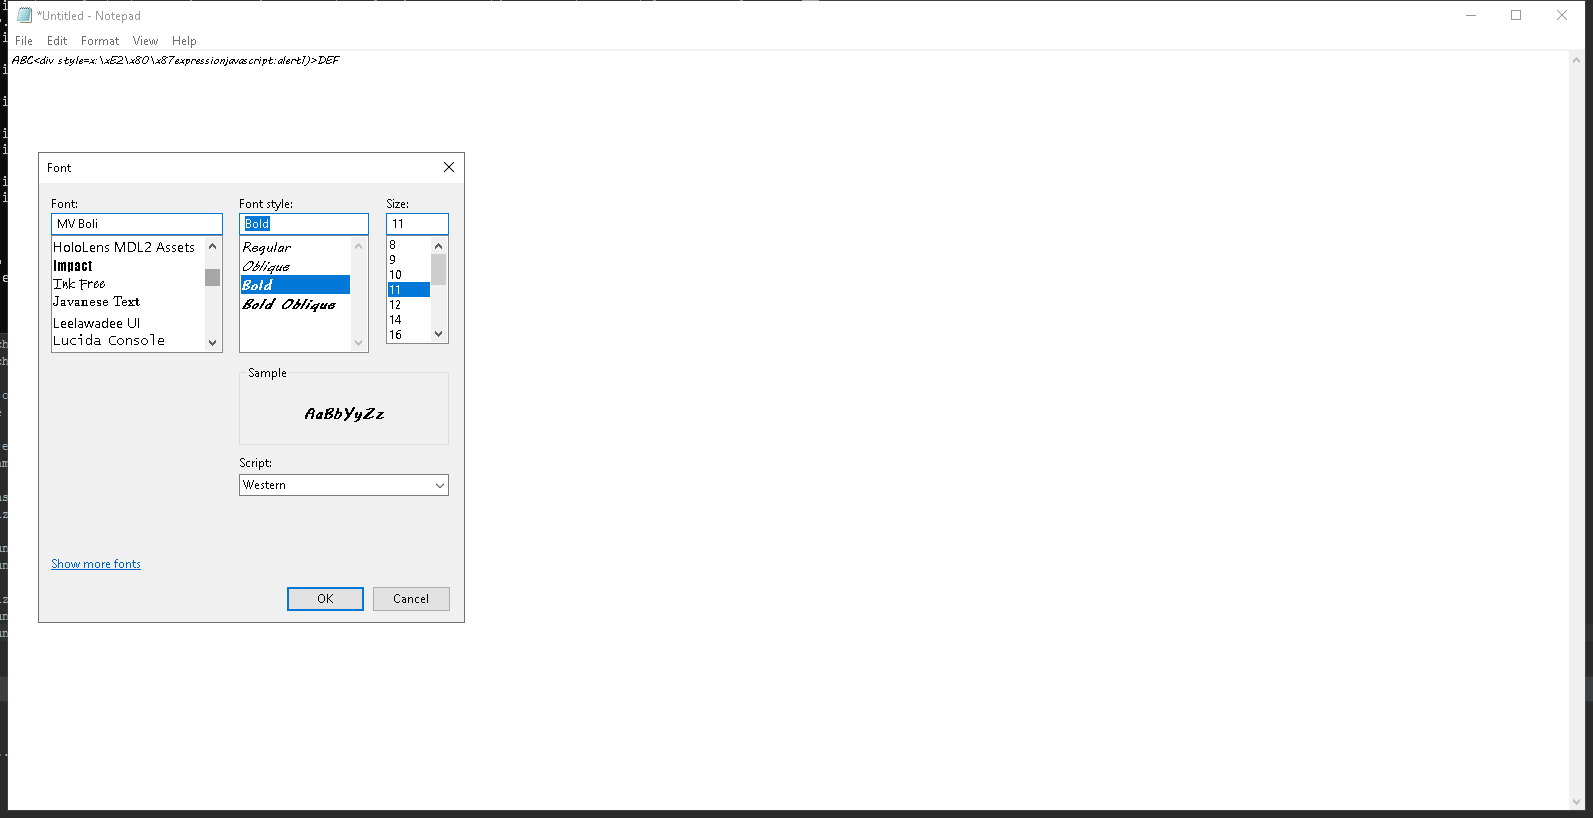 *Untitled - Notepad
File Edit Format View Help
ABC<div style=x:\xE2\x80\x87expressionjavascript:alert1)>DEF
Font
Font: Font style: Size:
MV Boli Bold 11
HoloLens MDL2 Assets Regular 8
Impact Oblique 9
Ink Free Bold 10
Javanese Text Bold Oblique 11
Leelawadee UI 12
Lucida Console 14
16
Sample
AaBbYyZz
Script:
Western
Show more fonts
OK Cancel